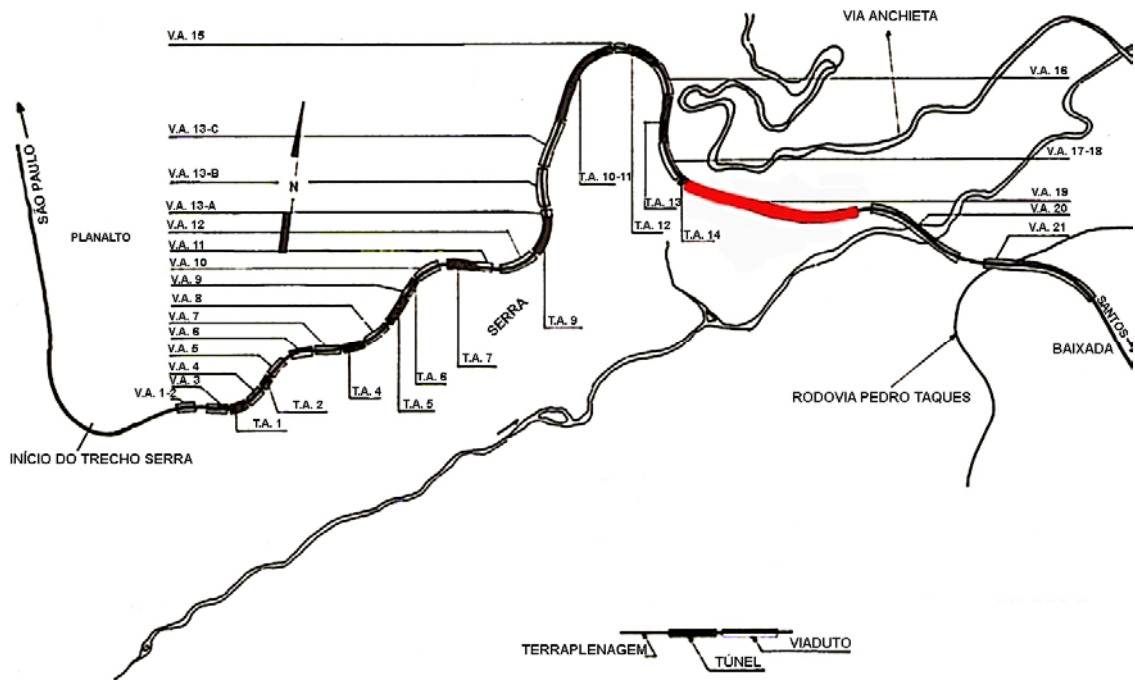 VIA ANCHIETA
V.A. 15
V.A. 16
SÃO PAULO
V.A. 13-C
V.A. 17-18
V.A. 13-B
T.A. 10-11
N
V.A. 19
T.A. 13
V.A. 13-A
V.A. 20
PLANALTO
V.A. 12
T.A. 12
T.A. 14
V.A. 21
V.A. 11
V.A. 10
V.A. 9
V.A. 8
SERRA
T.A. 9
SANTOS
V.A. 7
V.A. 6
BAIXADA
V.A. 5
T.A. 7
V.A. 4
T.A. 6
V.A. 3
T.A. 4
V.A. 1-2
T.A. 2
T.A. 5
RODOVIA PEDRO TAQUES
T.A. 1
INÍCIO DO TRECHO SERRA
TERRAPLENAGEM
VIADUTO
TÚNEL